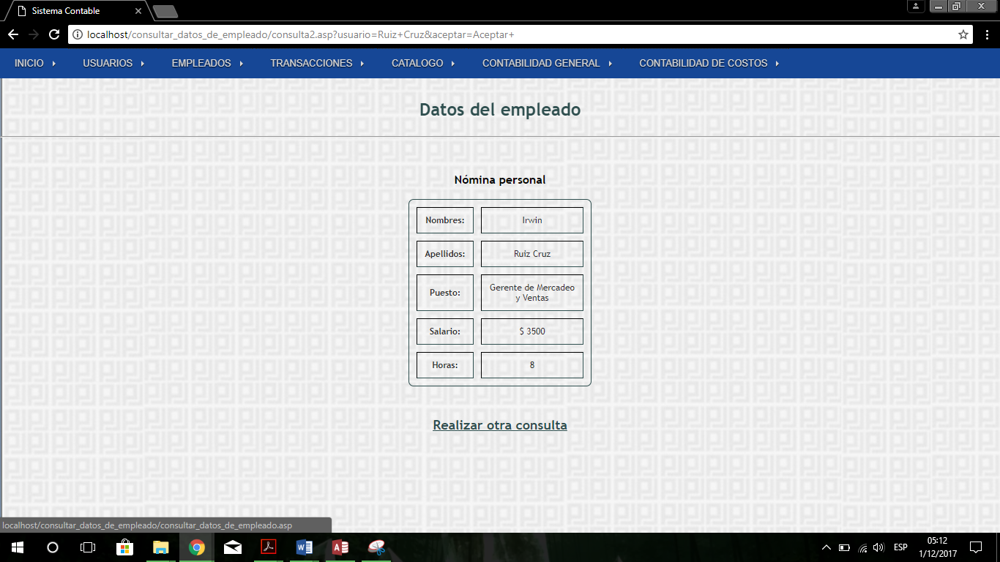 Sistema Contable
localhost/consultar_datos_de_empleado/consulta2.asp?usuario=Ruiz+Cruz&aceptar=Aceptar+
INICIO USUARIOS EMPLEADOS TRANSACCIONES CATALOGO CONTABILIDAD GENERAL CONTABILIDAD DE COSTOS
Datos del empleado
Nómina personal
Nombres: Irwin
Apellidos: Ruiz Cruz
Puesto: Gerente de Mercadeo
y Ventas
Salario: $ 3500
Horas: 8
Realizar otra consulta
localhost/consultar_datos_de_empleado/consultar_datos_de_empleado.asp
ESP
05:12
1/12/2017